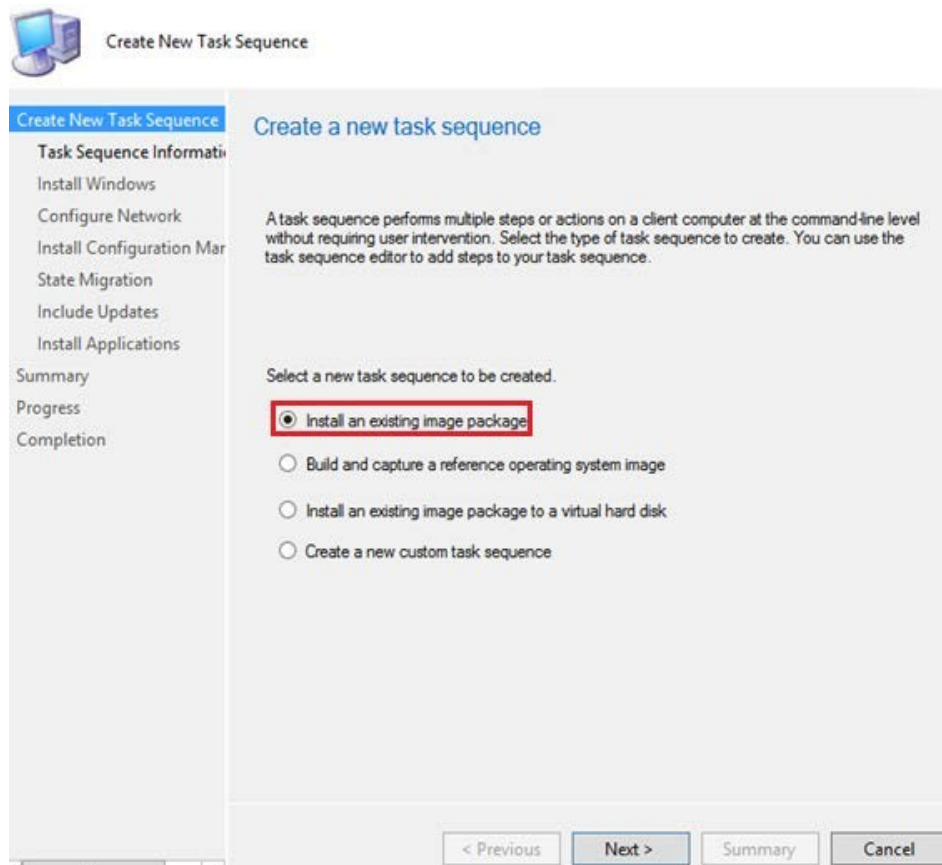 Create New Task Sequence
Create New Task Sequence
Task Sequence Informati
Install Windows
Configure Network
Install Configuration Mar
State Migration
Include Updates
Install Applications
Summary
Progress
Completion
Create a new task sequence
A task sequence performs multiple steps or actions on a client computer at the command-line level
without requiring user intervention. Select the type of task sequence to create. You can use the
task sequence editor to add steps to your task sequence.
Select a new task sequence to be created.
Install an existing image package
Build and capture a reference operating system image
Install an existing image package to a virtual hard disk
Create a new custom task sequence
< Previous
Next >
Summary
Cancel